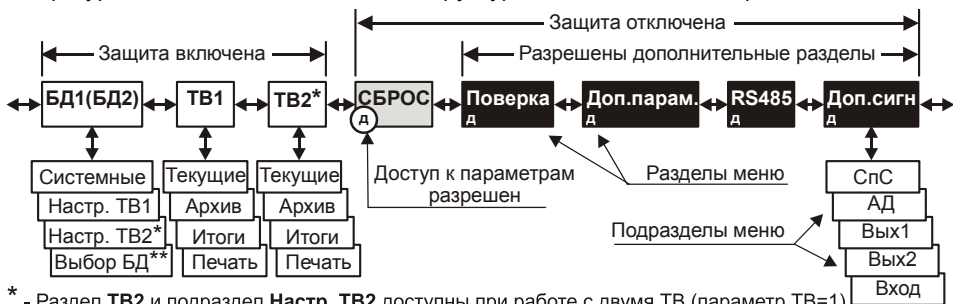 Защита отключена
Защита включена
Разрешены дополнительные разделы
БД1(БД2) ТВ1 ТВ2* СБРОС Поверка Доп.парам. RS485 Доп.сигн
д д д д д
Системные Текущие Текущие Доступ к параметрам разрешен Разделы меню СпС
Настр. ТВ1 Архив Архив АД
Настр. ТВ2* Итоги Итоги Подразделы меню Вых1
Выбор БД** Печать Печать Вых2
Вход
* - Раздел ТВ2 и подраздел Настр. ТВ2 доступны при работе с двумя ТВ (параметр ТВ=1)